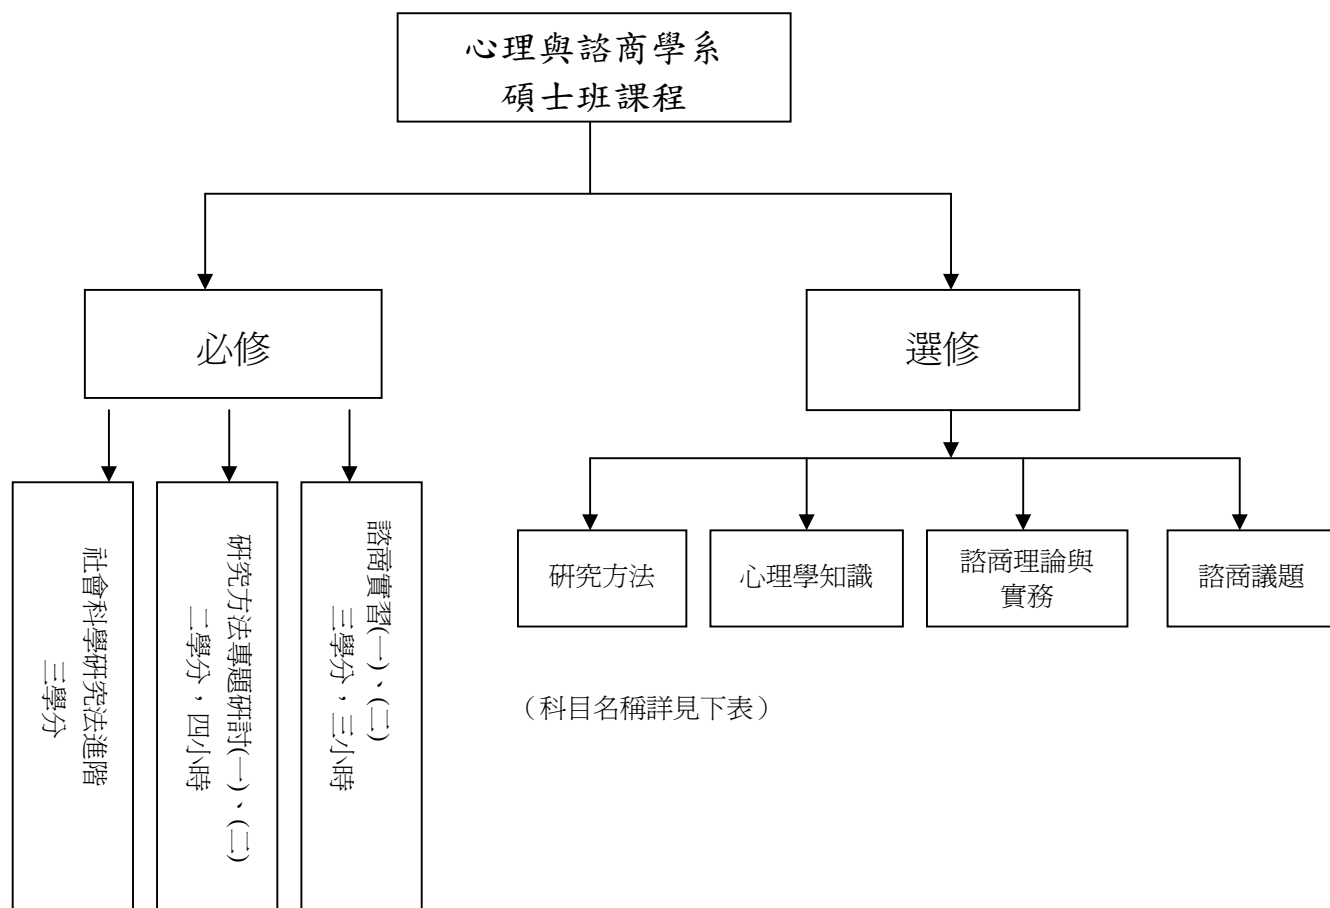 心理與諮商學系
碩士班課程
必修
選修
社會科學研究法進階
三學分
研究方法專題研討(一)、(二)
二學分，四小時
諮商實習(一)、(二)
三學分，三小時
研究方法
心理學知識
諮商理論與
實務
諮商議題
（科目名稱詳見下表）